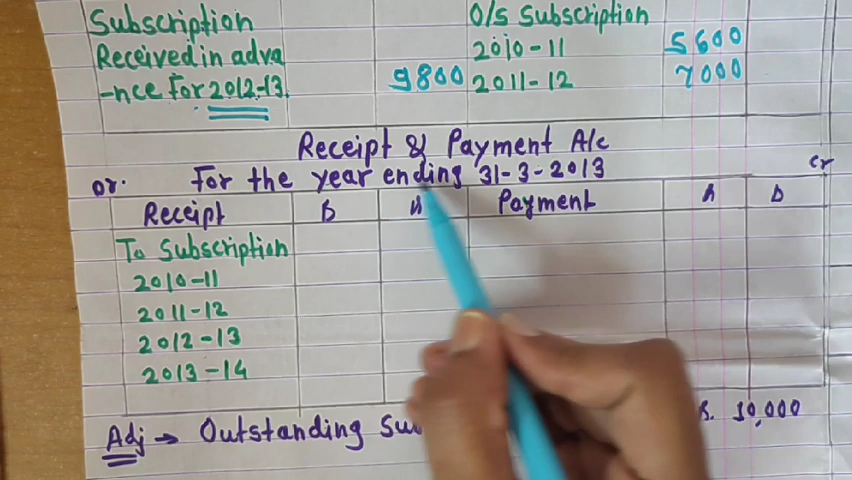 Subscription
Received in adva
-nce For 2012-13.
9800
O/s Subscription
2010-11 5600
2011-12 7000
Receipt & Payment A/c
For the year ending 31-3-2013
Dr. Cr
Receipt Payment
To Subscription
2010-11
2011-12
2012-13
2013-14
Adj → Outstanding 10,000